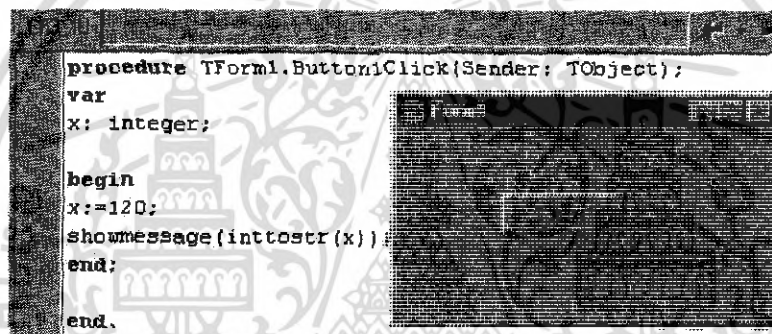 procedure TForm1.Button1Click(Sender: TObject);
var
x: integer;
begin
x:=120;
showmessage(inttostr(x));
end;
end.